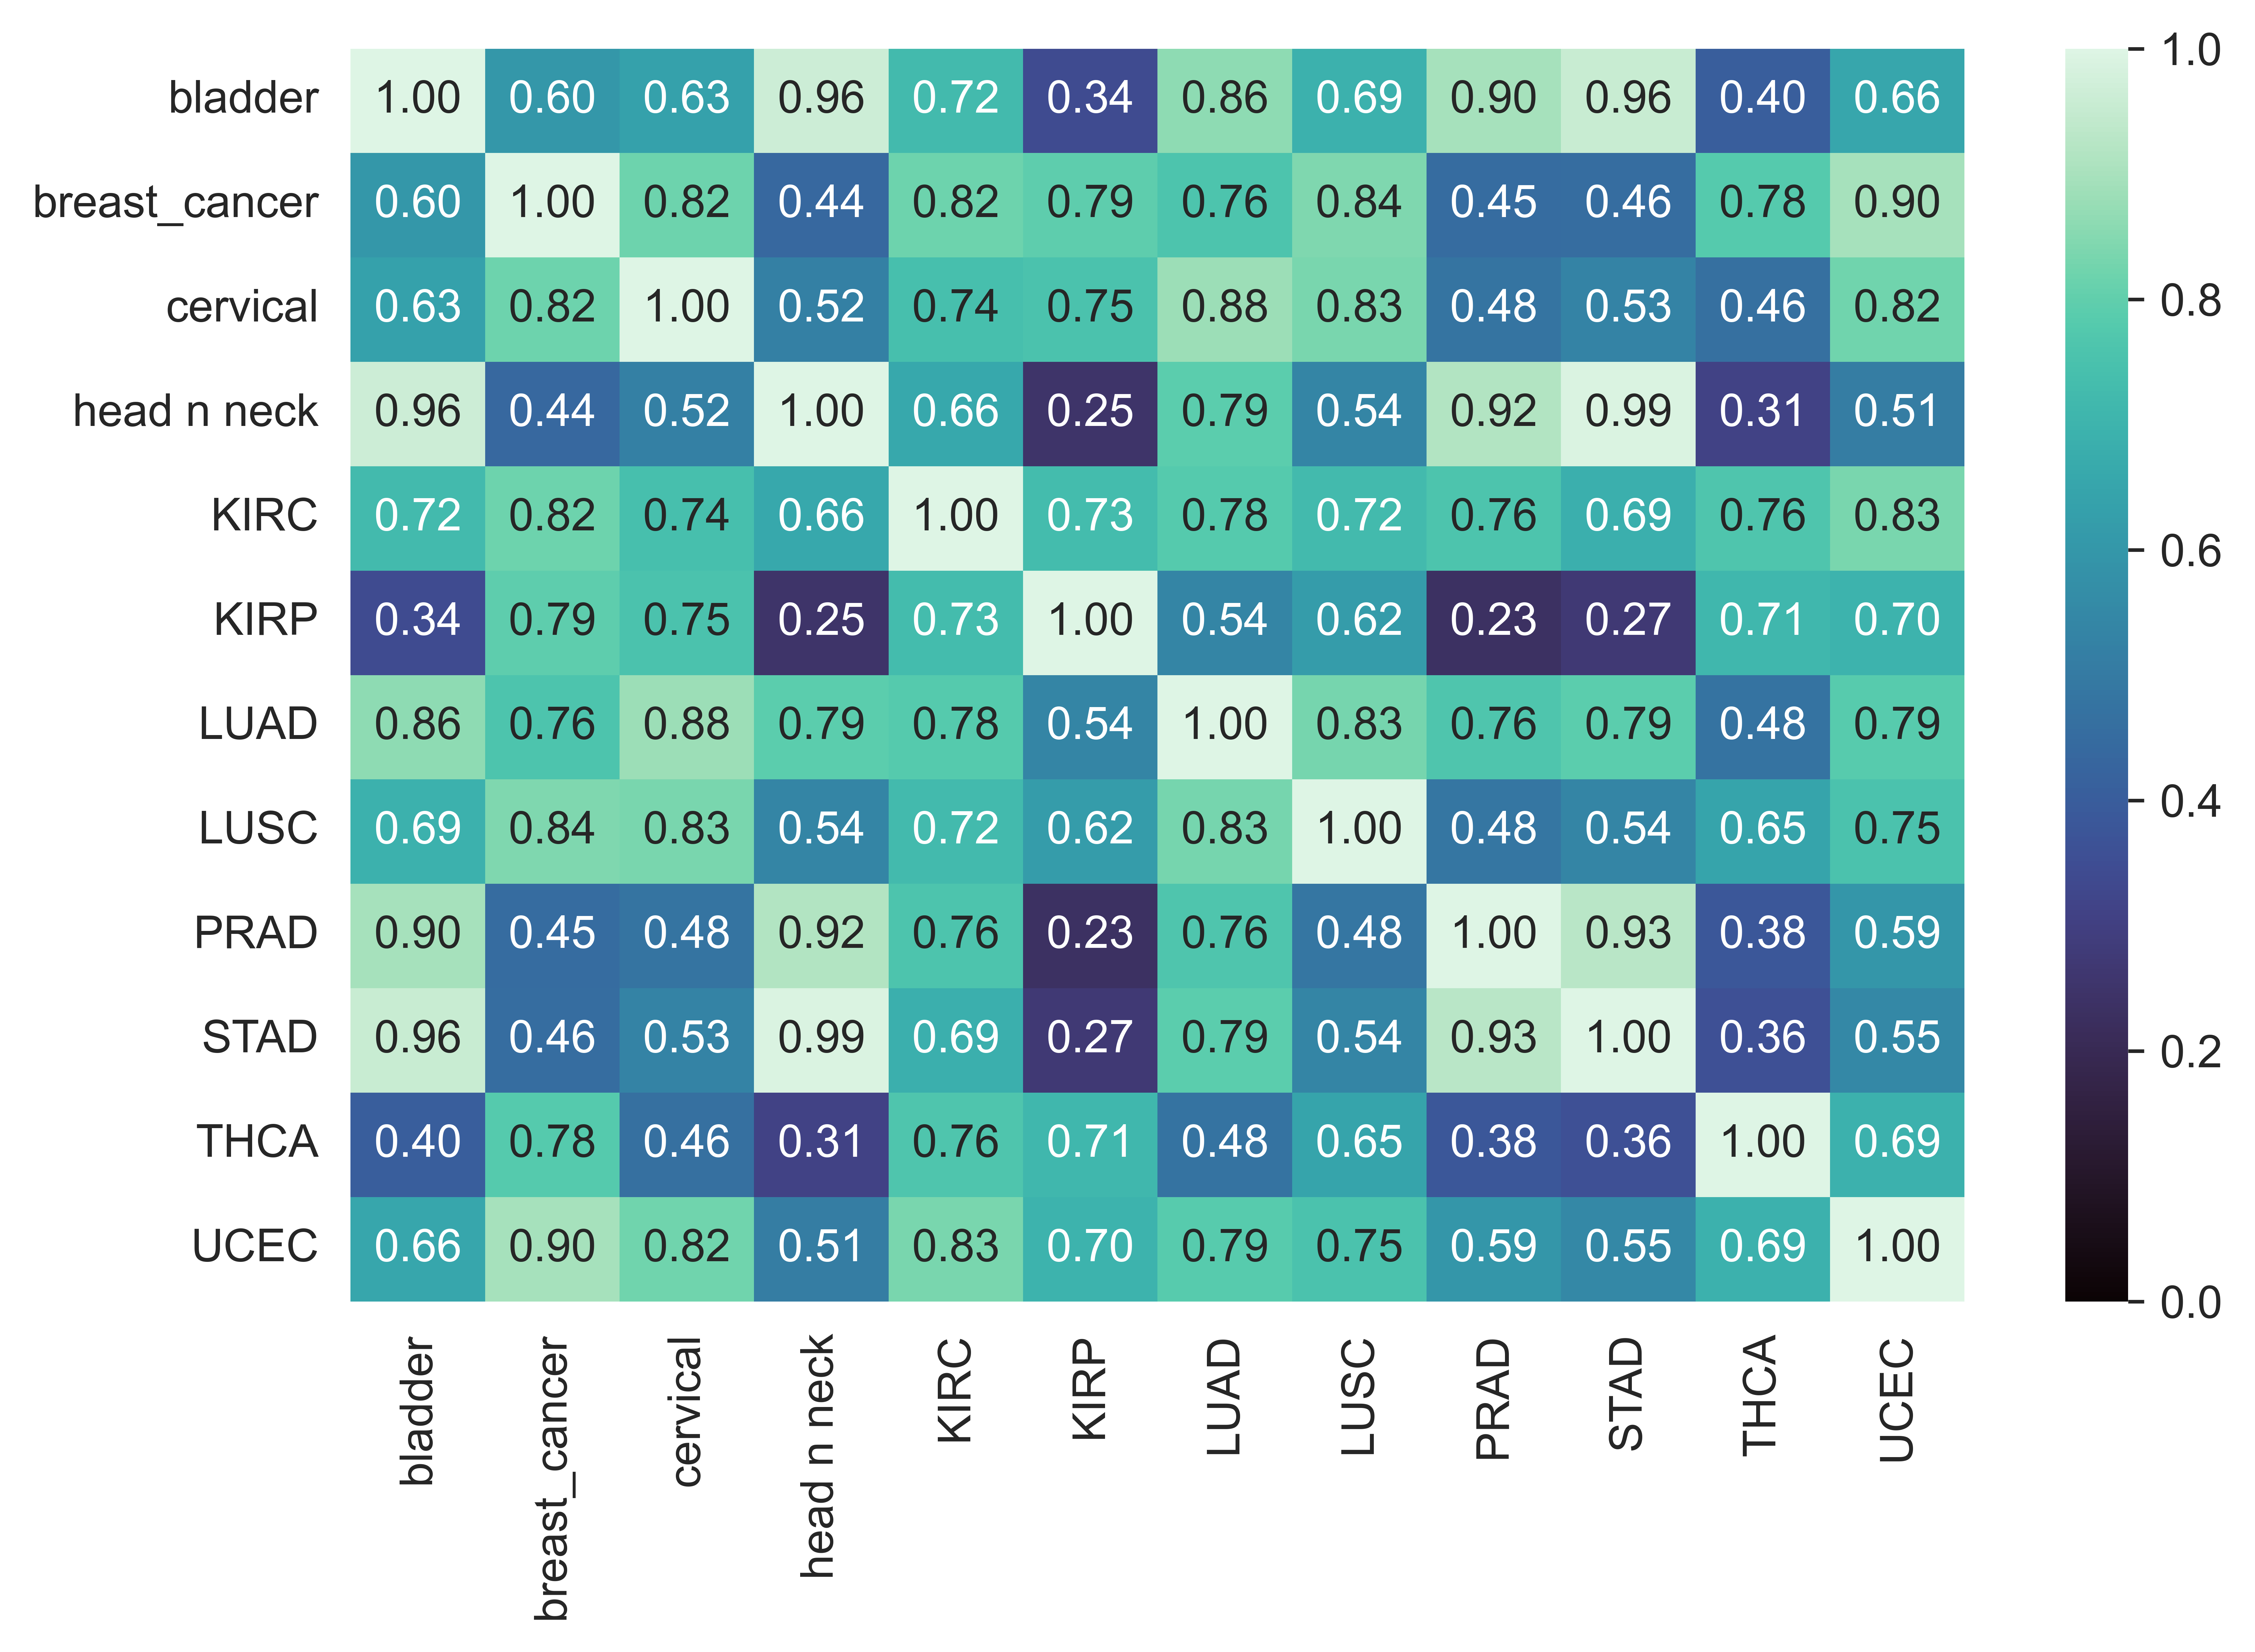 bladder 1.00 0.60 0.63 0.96 0.72 0.34 0.86 0.69 0.90 0.96 0.40 0.66
breast_cancer 0.60 1.00 0.82 0.44 0.82 0.79 0.76 0.84 0.45 0.46 0.78 0.90
cervical 0.63 0.82 1.00 0.52 0.74 0.75 0.88 0.83 0.48 0.53 0.46 0.82
head n neck 0.96 0.44 0.52 1.00 0.66 0.25 0.79 0.54 0.92 0.99 0.31 0.51
KIRC 0.72 0.82 0.74 0.66 1.00 0.73 0.78 0.72 0.76 0.69 0.76 0.83
KIRP 0.34 0.79 0.75 0.25 0.73 1.00 0.54 0.62 0.23 0.27 0.71 0.70
LUAD 0.86 0.76 0.88 0.79 0.78 0.54 1.00 0.83 0.76 0.79 0.48 0.79
LUSC 0.69 0.84 0.83 0.54 0.72 0.62 0.83 1.00 0.48 0.54 0.65 0.75
PRAD 0.90 0.45 0.48 0.92 0.76 0.23 0.76 0.48 1.00 0.93 0.38 0.59
STAD 0.96 0.46 0.53 0.99 0.69 0.27 0.79 0.54 0.93 1.00 0.36 0.55
THCA 0.40 0.78 0.46 0.31 0.76 0.71 0.48 0.65 0.38 0.36 1.00 0.69
UCEC 0.66 0.90 0.82 0.51 0.83 0.70 0.79 0.75 0.59 0.55 0.69 1.00
bladder
breast_cancer
cervical
head n neck
KIRC
KIRP
LUAD
LUSC
PRAD
STAD
THCA
UCEC
1.0
0.8
0.6
0.4
0.2
0.0